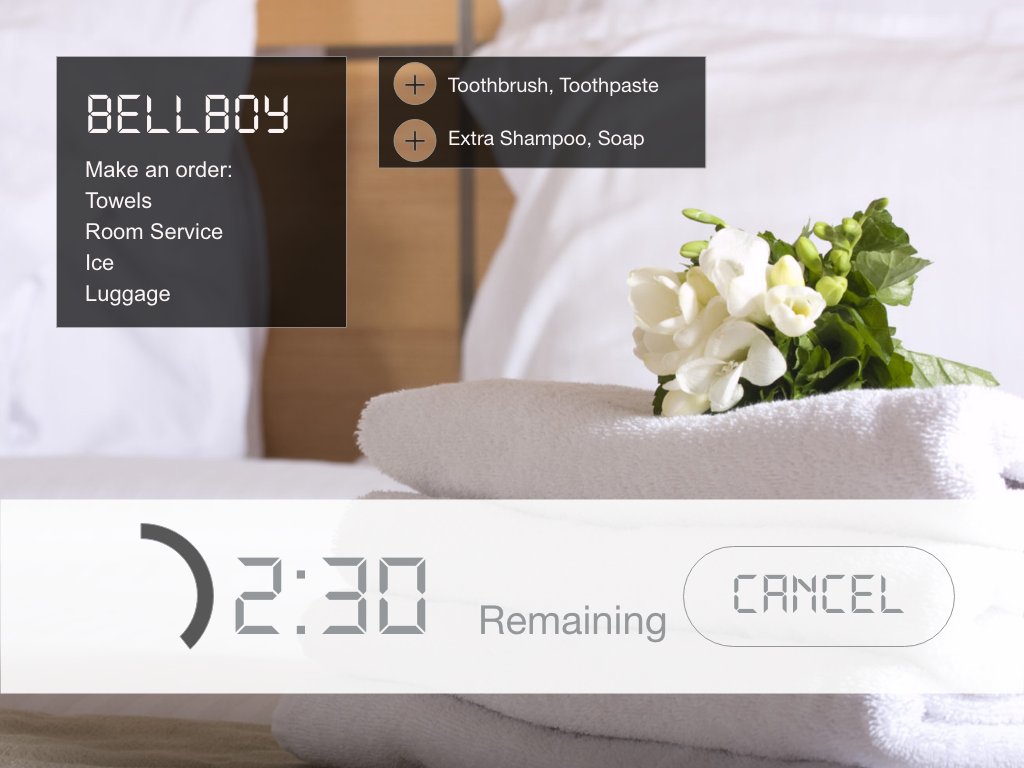 BELLBOY
Make an order:
Towels
Room Service
Ice
Luggage
Toothbrush, Toothpaste
Extra Shampoo, Soap
2:30 Remaining
CANCEL